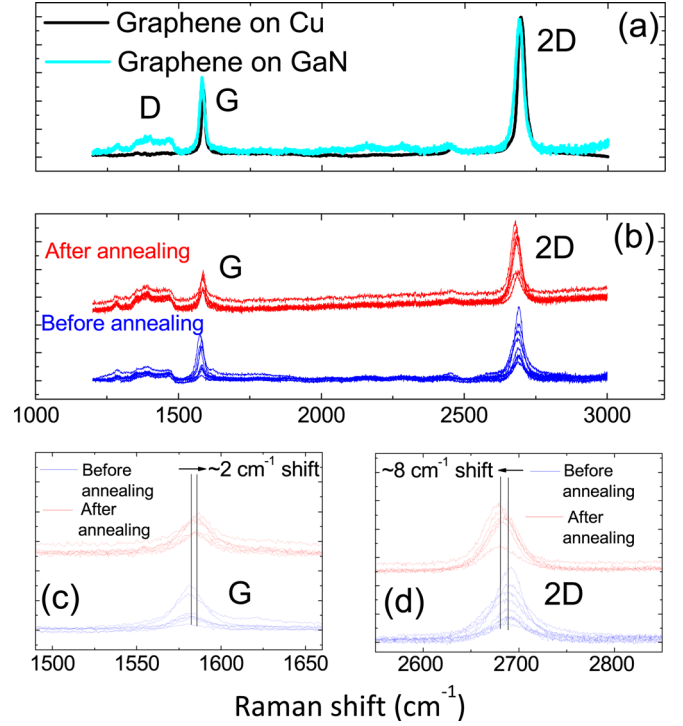 Graphene on Cu
Graphene on GaN
(a)
2D
D
G
(b)
After annealing
G
2D
Before annealing
1000 1500 2000 2500 3000
~2 cm⁻¹ shift
Before
annealing
After
annealing
(c)
G
1500 1550 1600 1650
~8 cm⁻¹ shift
Before
annealing
After
annealing
(d)
2D
2600 2700 2800
Raman shift (cm⁻¹)